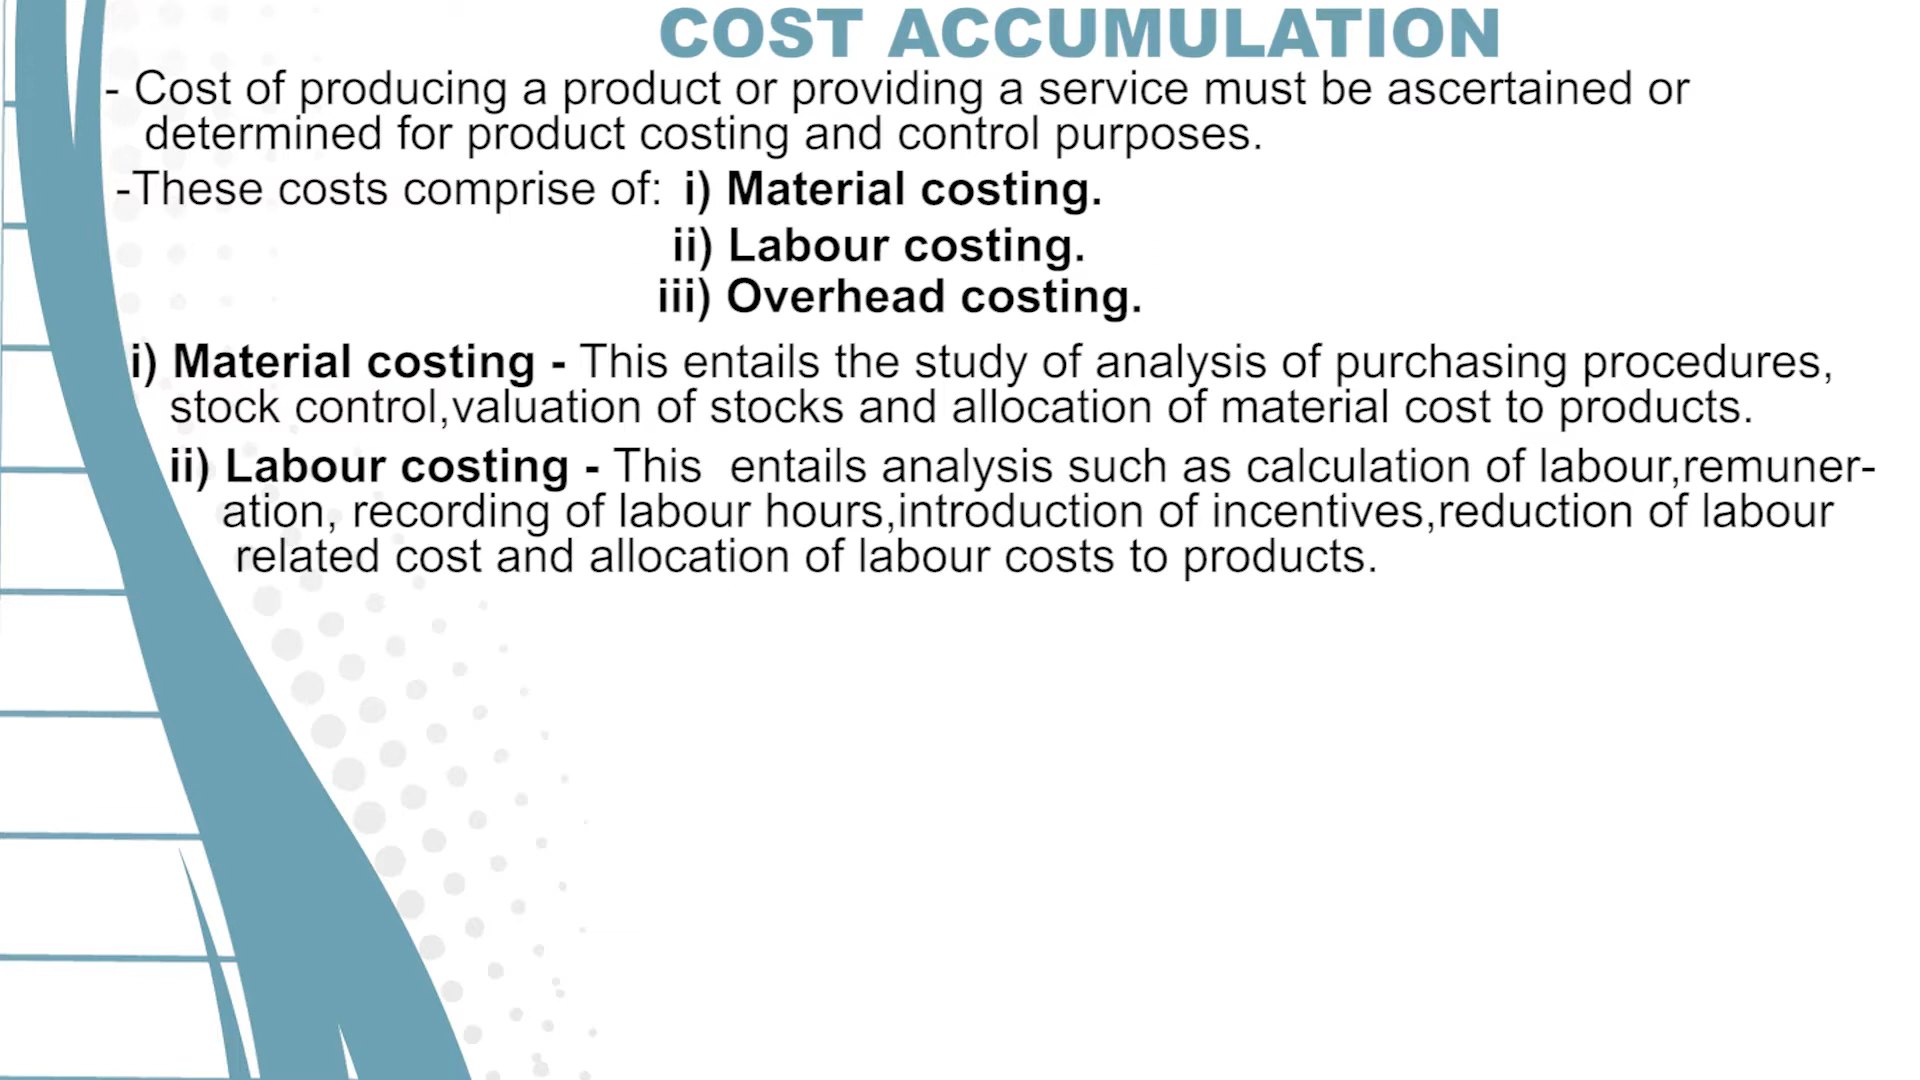 COST ACCUMULATION
- Cost of producing a product or providing a service must be ascertained or
determined for product costing and control purposes.
-These costs comprise of: i) Material costing.
ii) Labour costing.
iii) Overhead costing.
i) Material costing - This entails the study of analysis of purchasing procedures,
stock control,valuation of stocks and allocation of material cost to products.
ii) Labour costing - This entails analysis such as calculation of labour,remuner-
ation, recording of labour hours,introduction of incentives,reduction of labour
related cost and allocation of labour costs to products.